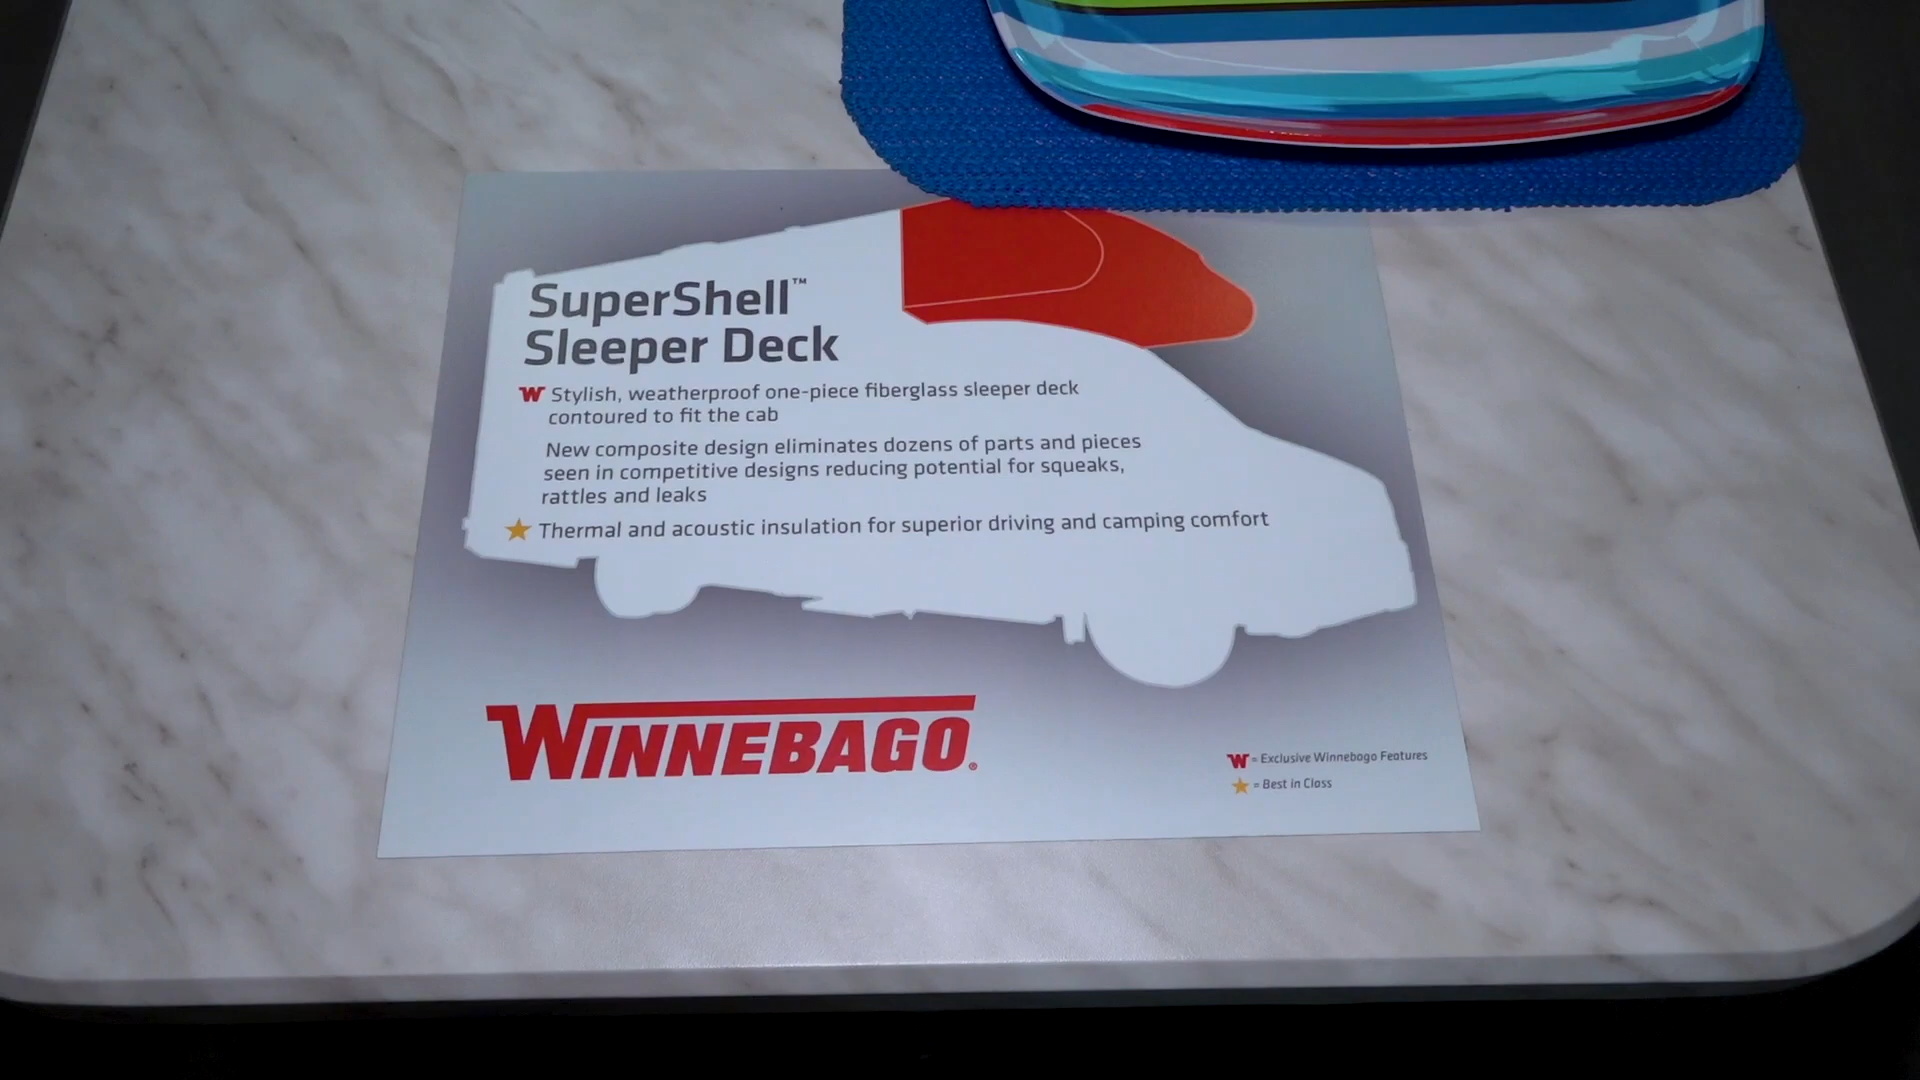 SuperShell™
Sleeper Deck
W Stylish, weatherproof one-piece fiberglass sleeper deck
contoured to fit the cab
New composite design eliminates dozens of parts and pieces
seen in competitive designs reducing potential for squeaks,
rattles and leaks
Thermal and acoustic insulation for superior driving and camping comfort
WINNEBAGO®
W = Exclusive Winnebago Features
= Best in Class